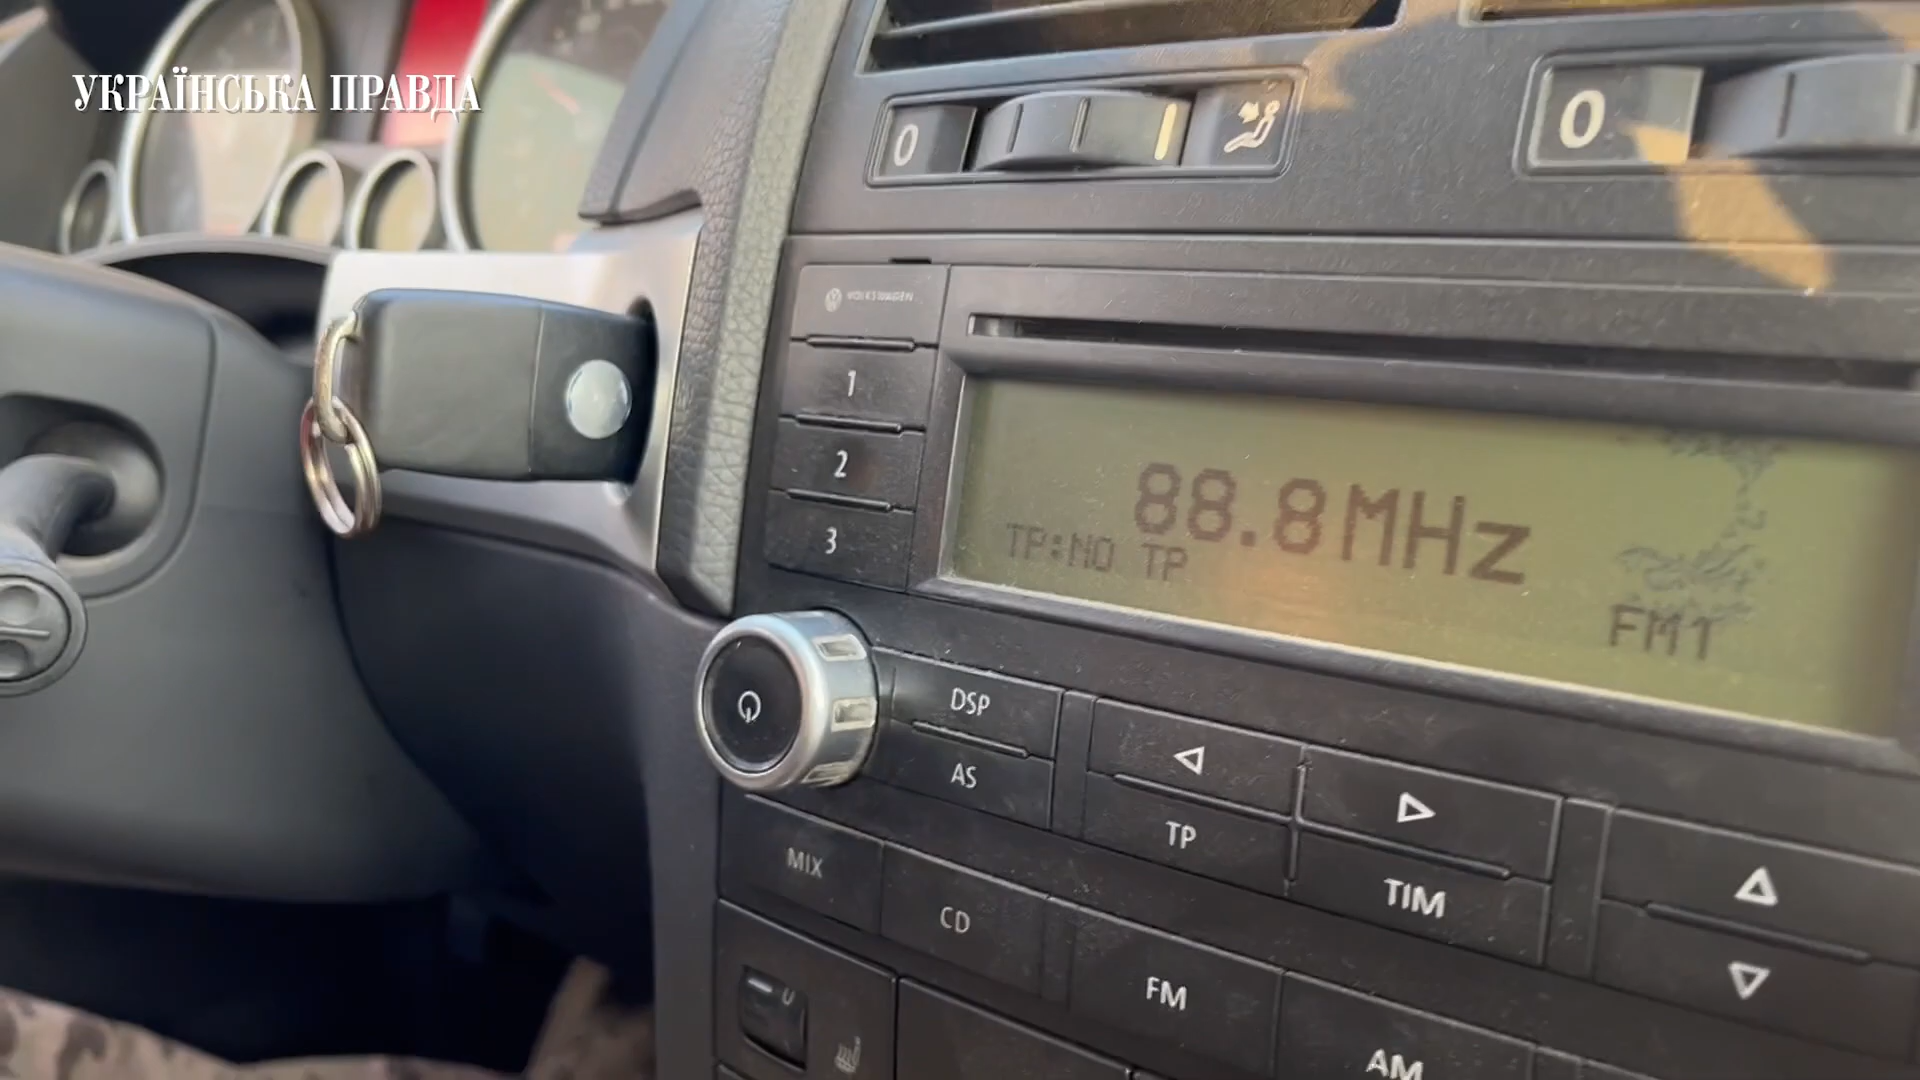 УКРАЇНСЬКА ПРАВДА
0
0
VOLKSWAGEN
1
2
3
88.8MHz
TP:NO TP
FM1
DSP
AS
TP
TIM
MIX
CD
FM
AM